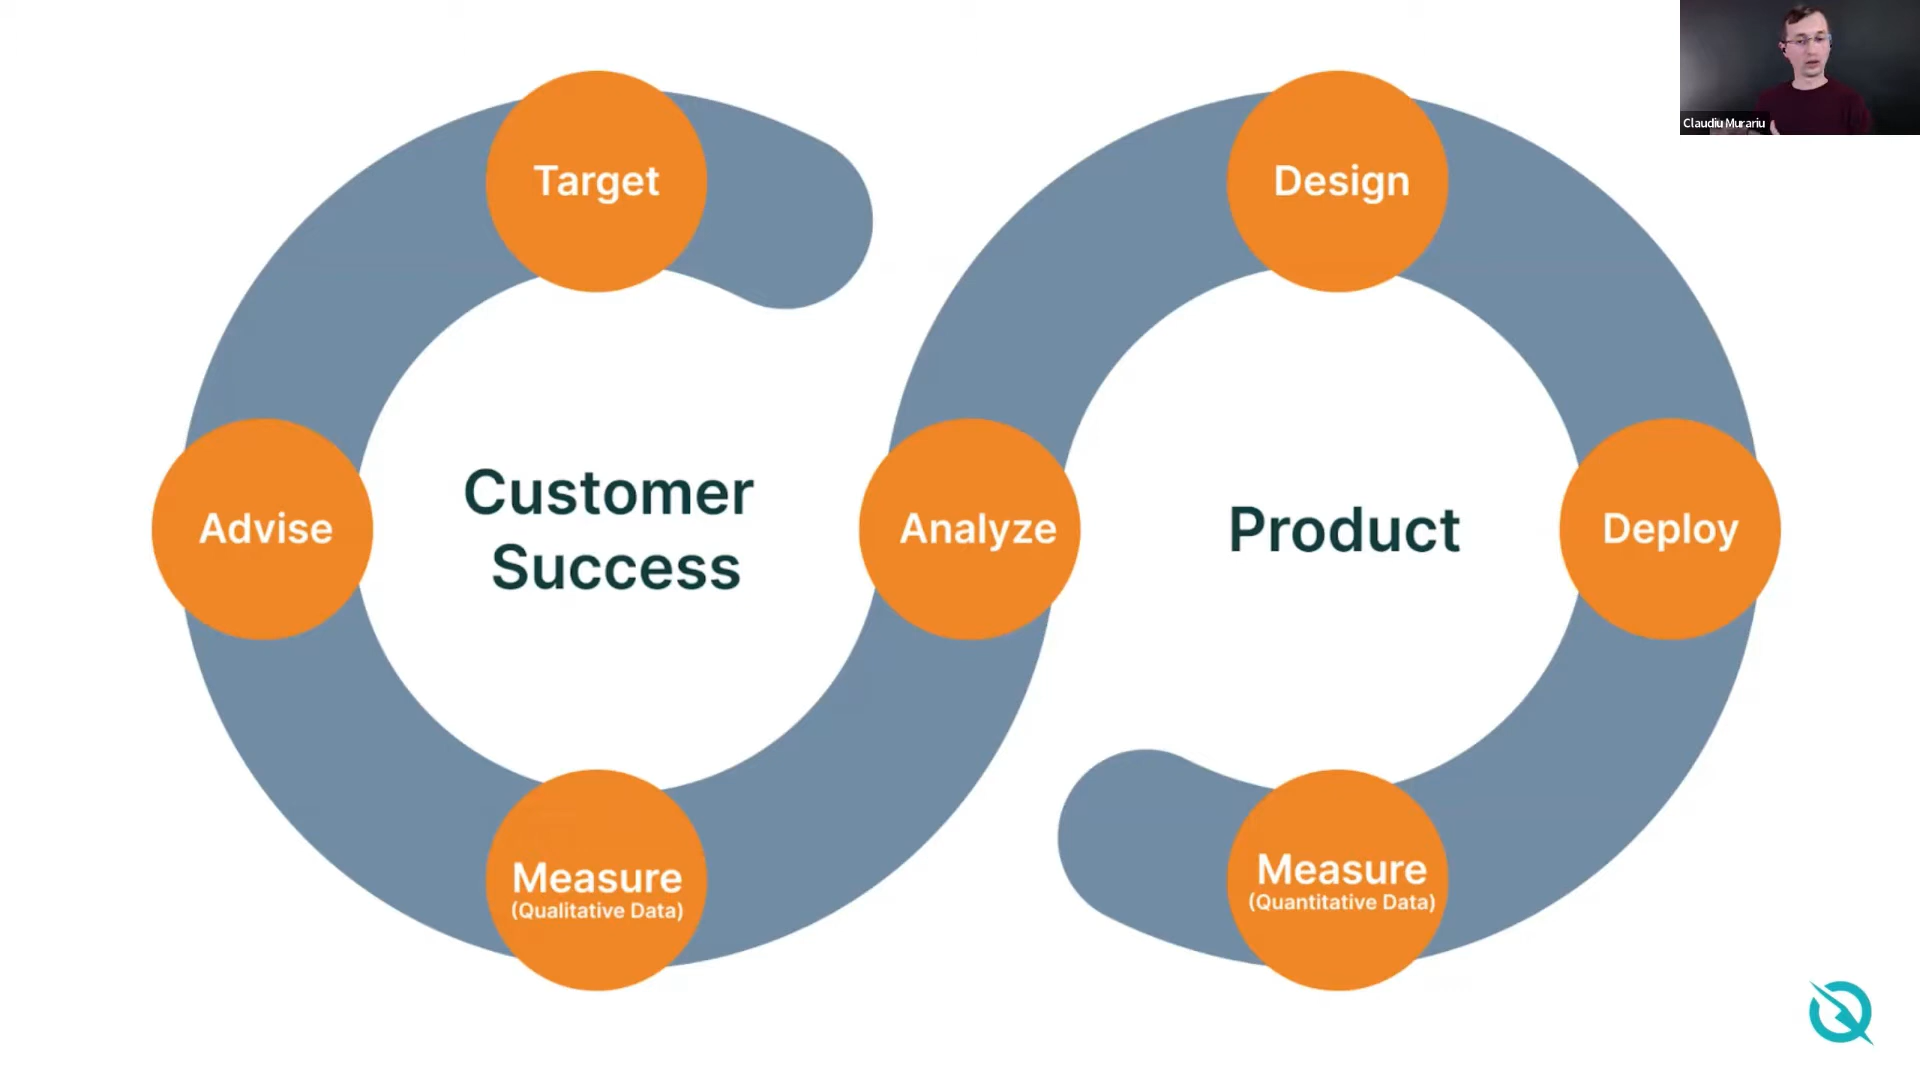 Claudiu Murariu
Target
Design
Advise
Customer
Success
Analyze
Product
Deploy
Measure
(Qualitative Data)
Measure
(Quantitative Data)